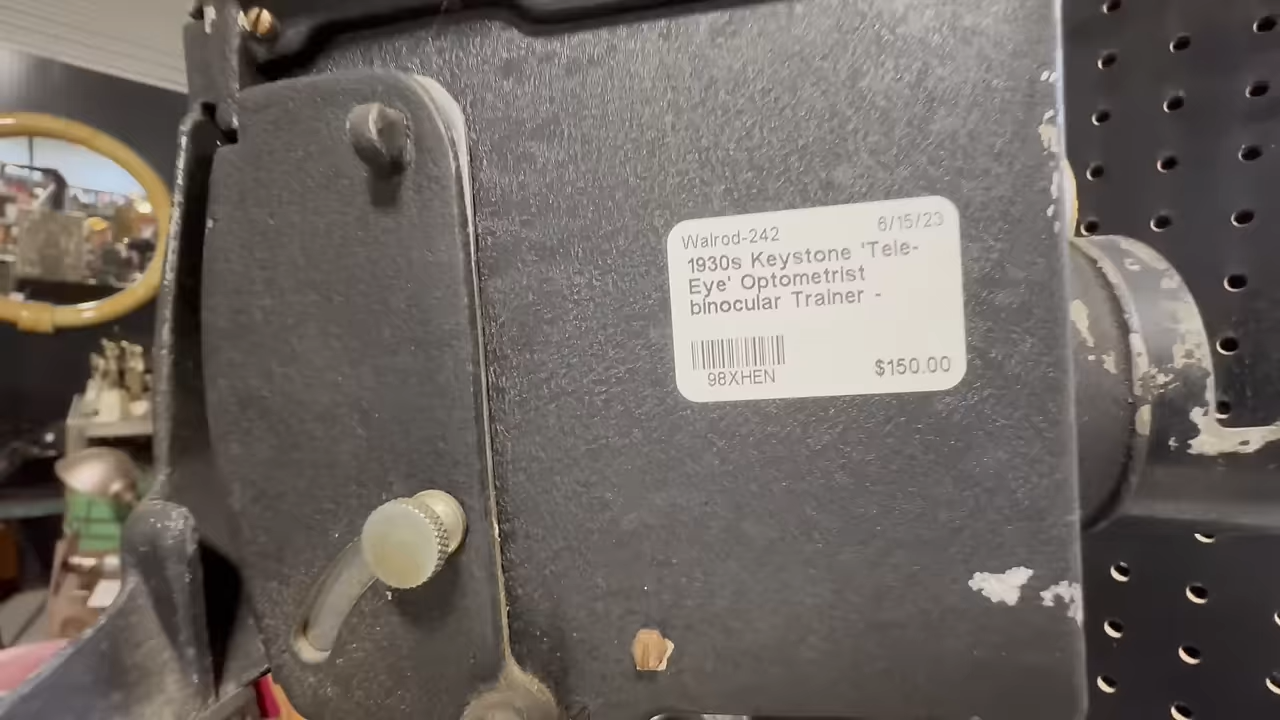 Walrod-242 6/15/23
1930s Keystone 'Tele-
Eye' Optometrist
binocular Trainer -
98XHEN $150.00